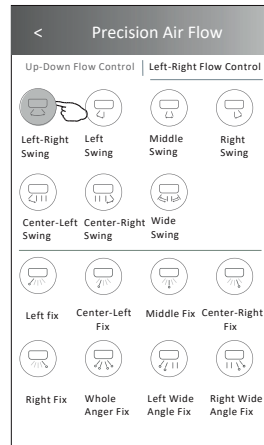 < Precision Air Flow
Up-Down Flow Control Left-Right Flow Control
Left-Right Swing
Left Swing
Middle Swing
Right Swing
Center-Left Swing
Center-Right Swing
Wide Swing
Left fix
Center-Left Fix
Middle Fix
Center-Right Fix
Right Fix
Whole Anger Fix
Left Wide Angle Fix
Right Wide Angle Fix